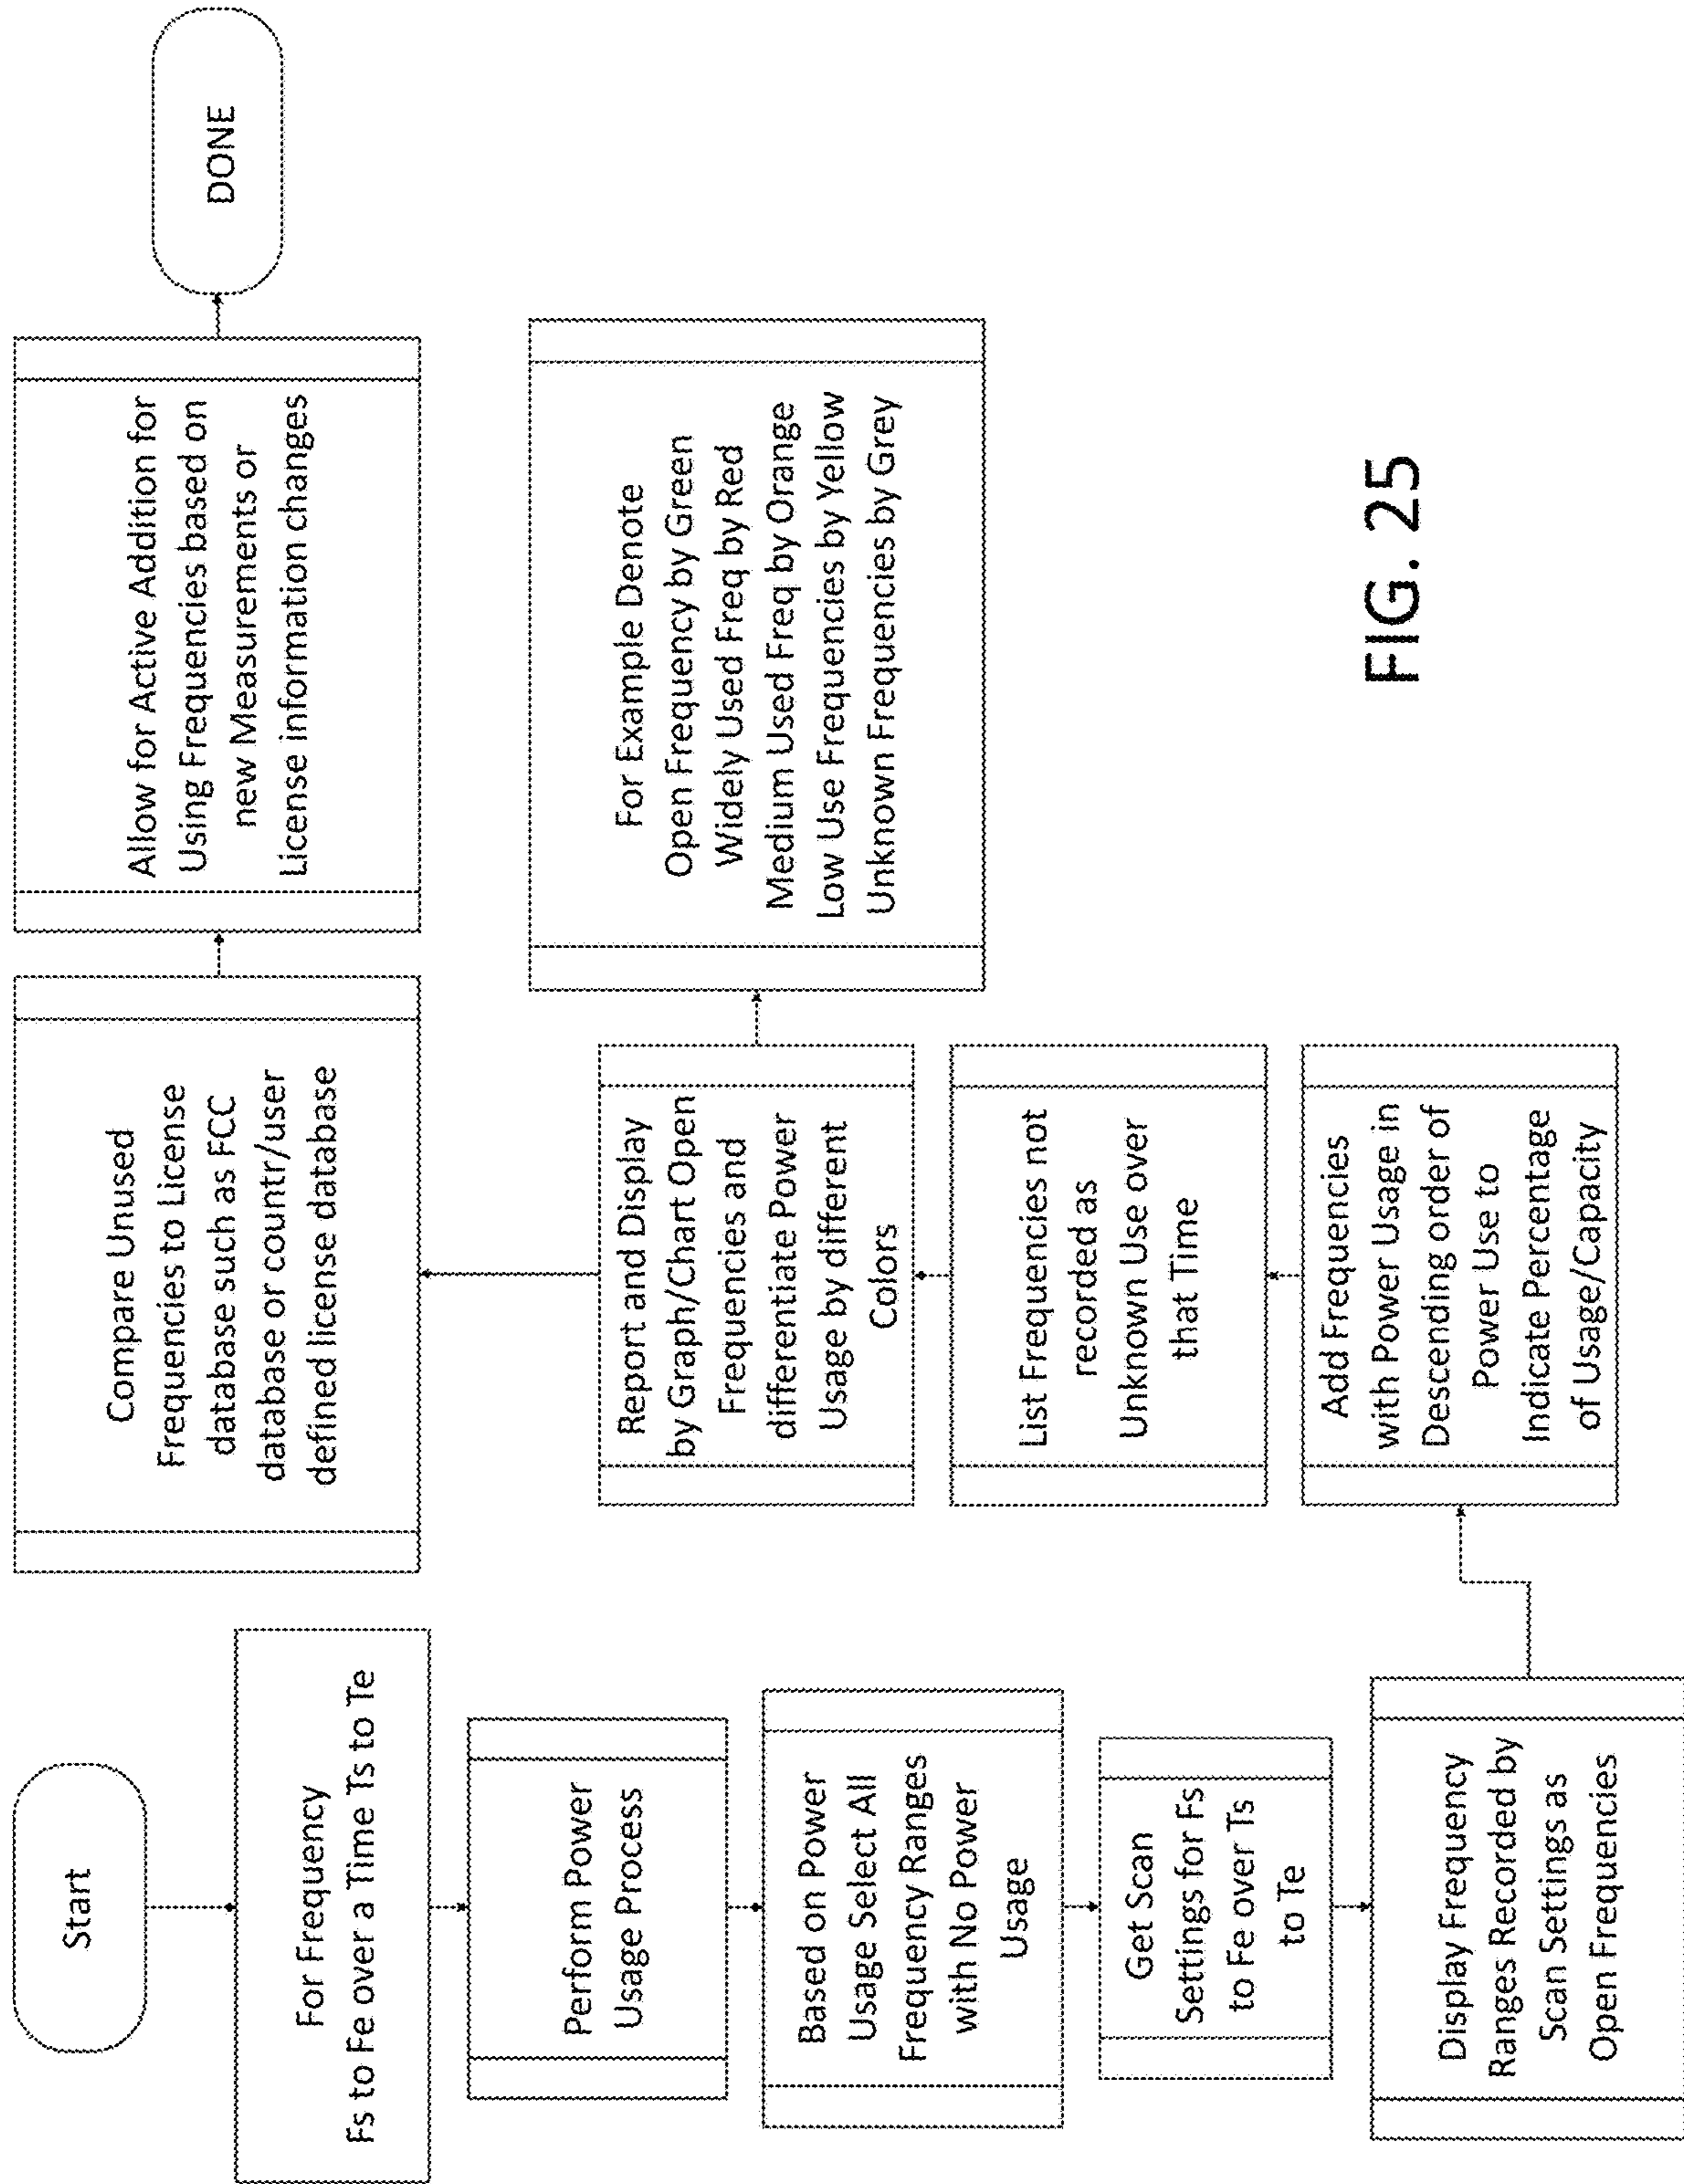 Start
For Frequency
Fs to Fe over a Time Ts to Te
Perform Power
Usage Process
Based on Power
Usage Select All
Frequency Ranges
with No Power
Usage
Get Scan
Settings for Fs
to Fe over Ts
to Te
Display Frequency
Ranges Recorded by
Scan Settings as
Open Frequencies
Add Frequencies
with Power Usage in
Descending order of
Power Use to
Indicate Percentage
of Usage/Capacity
List Frequencies not
recorded as
Unknown Use over
that Time
Report and Display
by Graph/Chart Open
Frequencies and
differentiate Power
Usage by different
Colors
For Example Denote
Open Frequency by Green
Widely Used Freq by Red
Medium Used Freq by Orange
Low Use Frequencies by Yellow
Unknown Frequencies by Grey
Compare Unused
Frequencies to License
database such as FCC
database or countr/user
defined license database
Allow for Active Addition for
Using Frequencies based on
new Measurements or
License information changes
DONE
FIG. 25